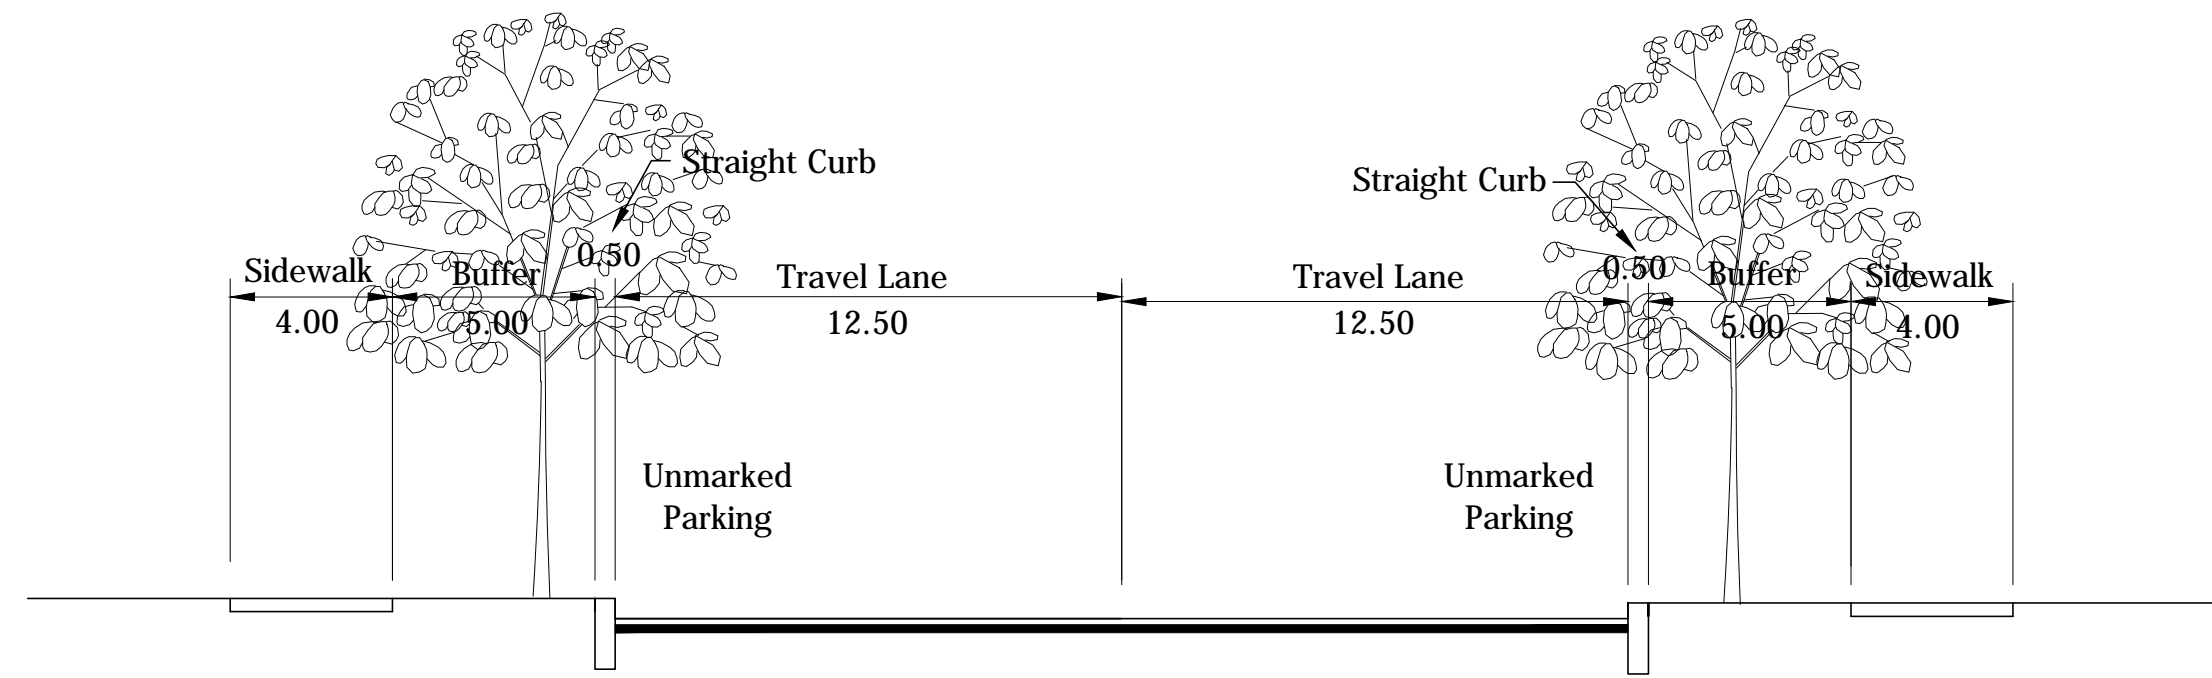 Straight Curb
Straight Curb
0.50
0.50
Sidewalk
Buffer
Travel Lane
Travel Lane
Buffer
Sidewalk
4.00
5.00
12.50
12.50
5.00
4.00
Unmarked
Parking
Unmarked
Parking